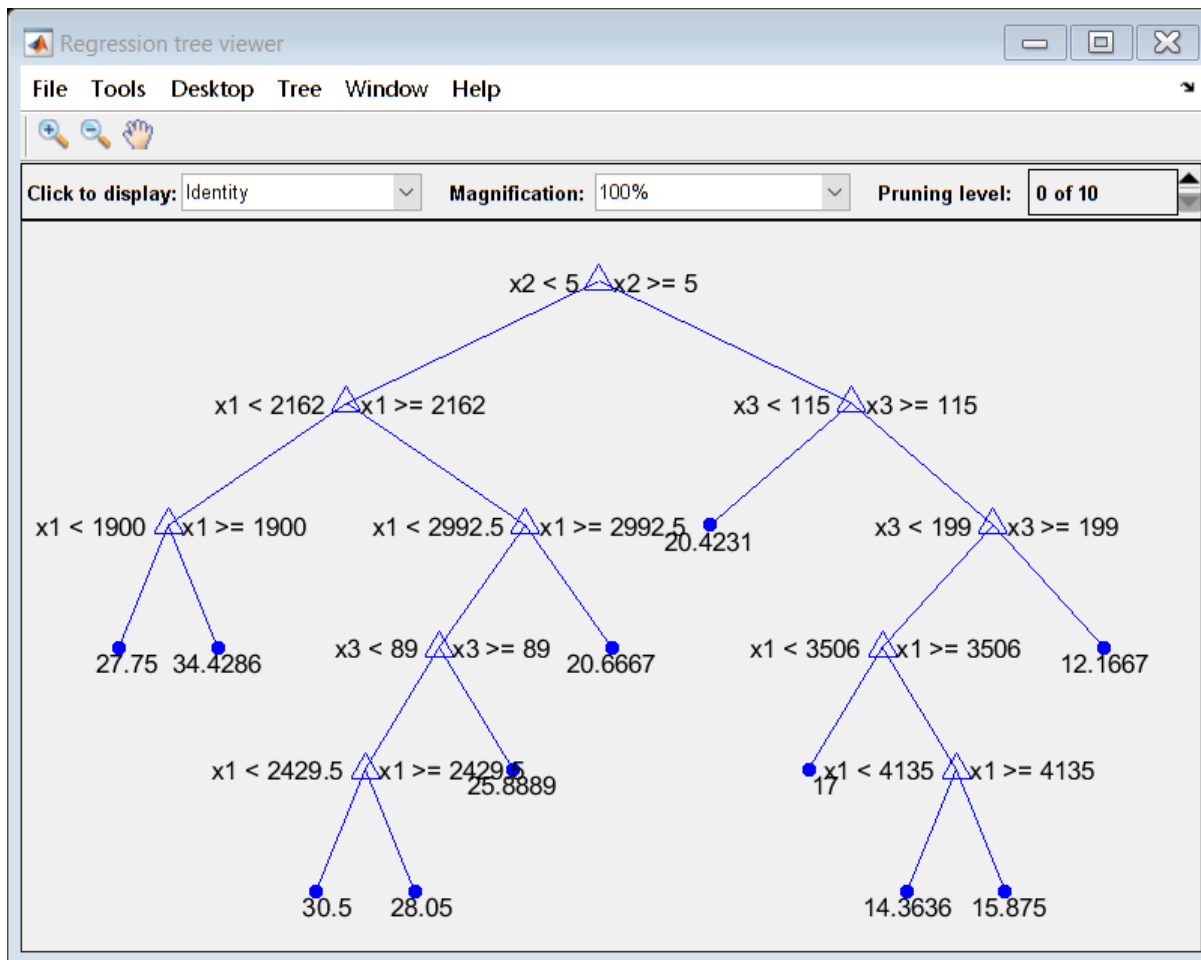 Regression tree viewer
File Tools Desktop Tree Window Help
Click to display: Identity Magnification: 100% Pruning level: 0 of 10
x2 < 5 x2 >= 5
x1 < 2162 x1 >= 2162 x3 < 115 x3 >= 115
x1 < 1900 x1 >= 1900 x1 < 2992.5 x1 >= 2992.5 20.4231 x3 < 199 x3 >= 199
27.75 34.4286 x3 < 89 x3 >= 89 20.6667 x1 < 3506 x1 >= 3506 12.1667
x1 < 2429.5 x1 >= 2429.5 25.8889 17 x1 < 4135 x1 >= 4135
30.5 28.05 14.3636 15.875